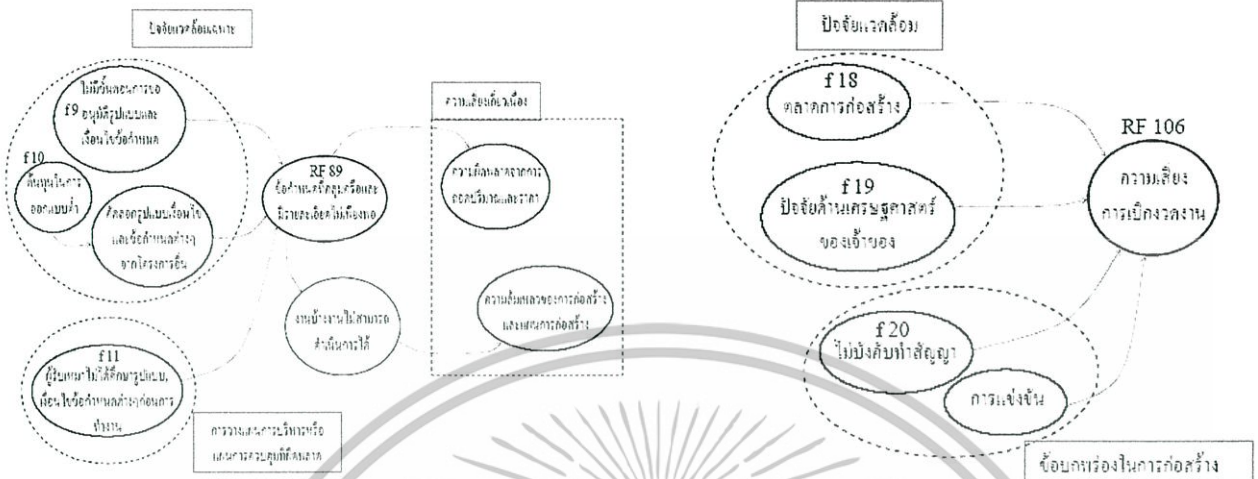 ปัจจัยแวดล้อมเฉพาะ
ไม่มีขั้นตอนการขอ
f9 อนุมัติรูปแบบและ
เงื่อนไขข้อกำหนด
f10
ต้นทุนในการ
ออกแบบต่ำ
คัดลอกรูปแบบเงื่อนไข
และข้อกำหนดต่างๆ
จากโครงการอื่น
f11
ผู้รับเหมาไม่ได้ศึกษารูปแบบ,
เงื่อนไขข้อกำหนดต่างๆก่อนการ
ทำงาน
การวางแผนการบริหารหรือ
แผนการควบคุมที่ผิดพลาด
RF 89
ข้อกำหนดที่คลุมเครือและ
มีรายละเอียดไม่เพียงพอ
งานบ้างงานไม่สามารถ
ดำเนินการได้
ความเสี่ยงเกี่ยวเนื่อง
ความผิดพลาดจากการ
ถอดปริมาณและราคา
ความล้มเหลวของการก่อสร้าง
และแผนการก่อสร้าง
ปัจจัยแวดล้อม
f18
ตลาดการก่อสร้าง
f19
ปัจจัยด้านเศรษฐศาสตร์
ของเจ้าของ
RF 106
ความเสี่ยง
การเบิกงวดงาน
f20
ไม่บังคับทำสัญญา
การแข่งขัน
ข้อบกพร่องในการก่อสร้าง